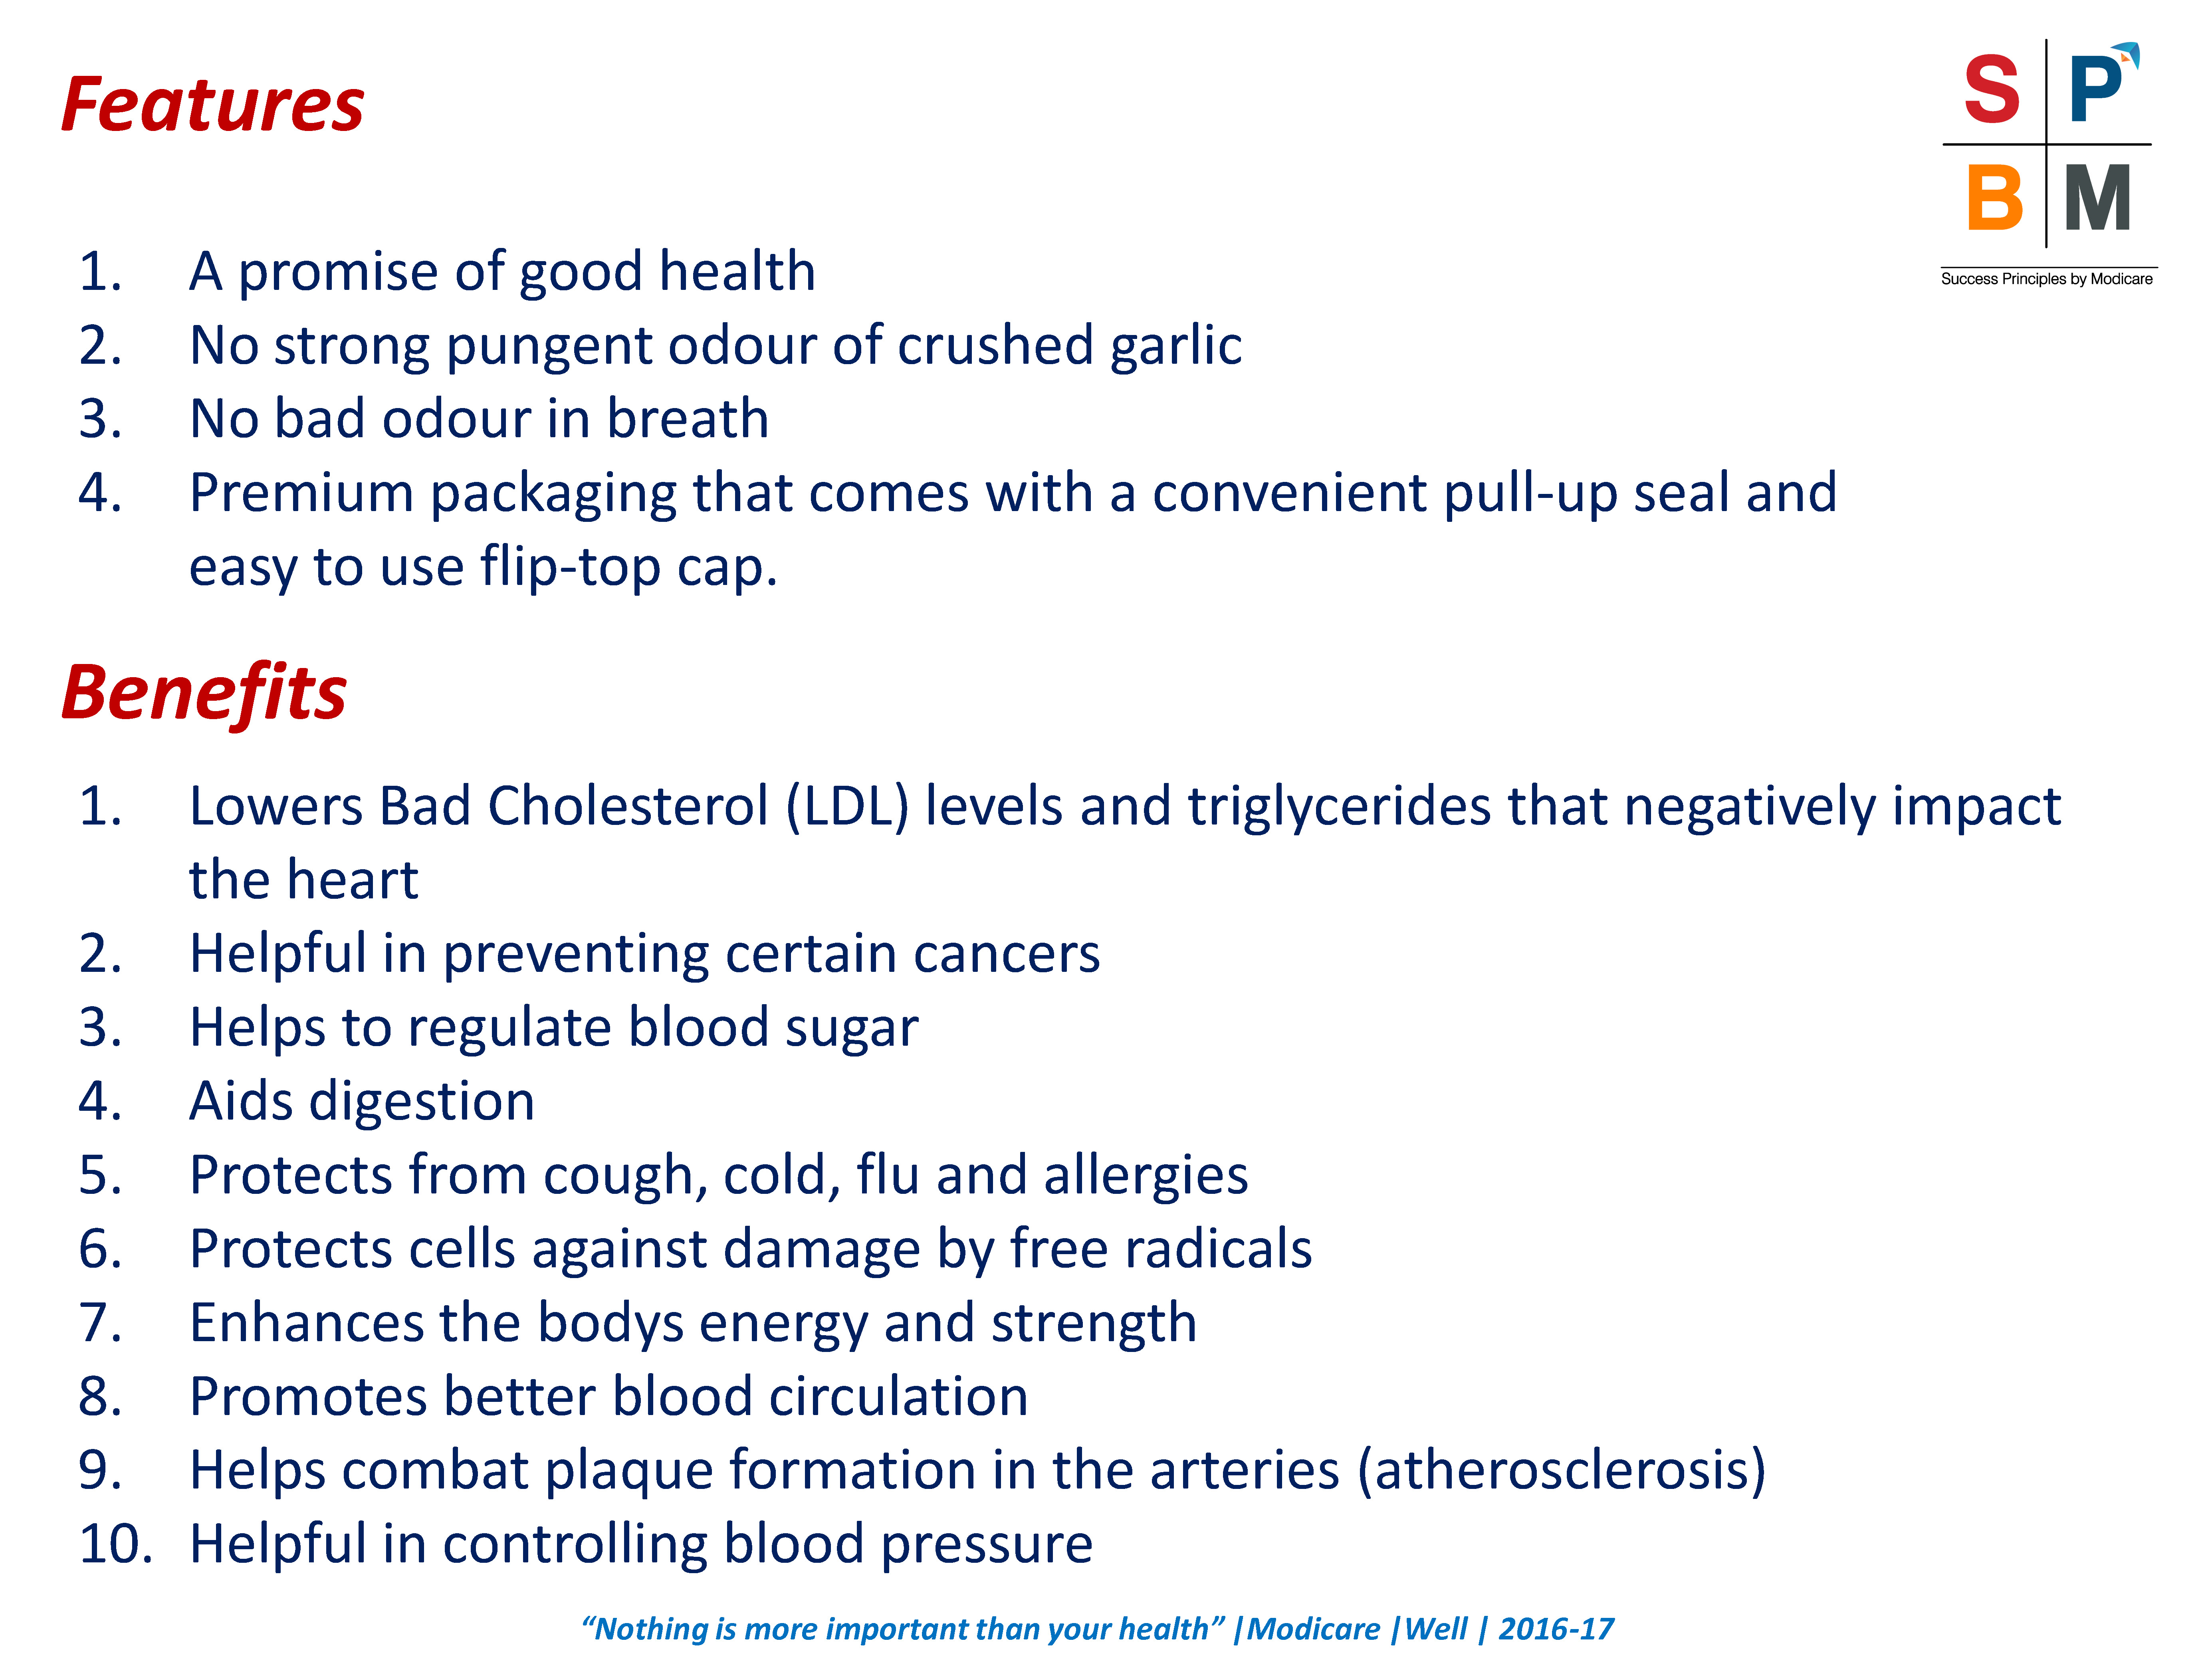 Features
S P
B M
Success Principles by Modicare
1. A promise of good health
2. No strong pungent odour of crushed garlic
3. No bad odour in breath
4. Premium packaging that comes with a convenient pull-up seal and
easy to use flip-top cap.
Benefits
1. Lowers Bad Cholesterol (LDL) levels and triglycerides that negatively impact
the heart
2. Helpful in preventing certain cancers
3. Helps to regulate blood sugar
4. Aids digestion
5. Protects from cough, cold, flu and allergies
6. Protects cells against damage by free radicals
7. Enhances the bodys energy and strength
8. Promotes better blood circulation
9. Helps combat plaque formation in the arteries (atherosclerosis)
10. Helpful in controlling blood pressure
“Nothing is more important than your health” |Modicare |Well | 2016-17